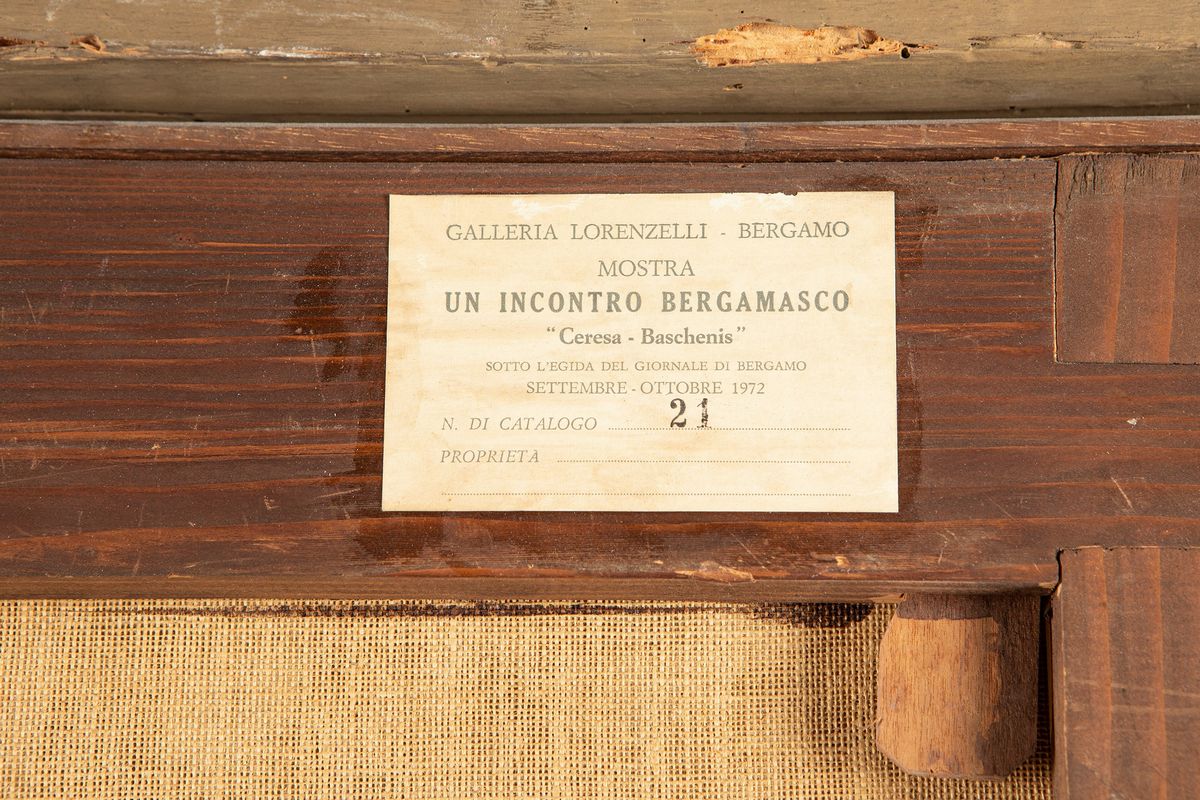 GALLERIA LORENZELLI - BERGAMO
MOSTRA
UN INCONTRO BERGAMASCO
“Ceresa - Baschenis”
SOTTO L'EGIDA DEL GIORNALE DI BERGAMO
SETTEMBRE - OTTOBRE 1972
N. DI CATALOGO 21
PROPRIETÀ